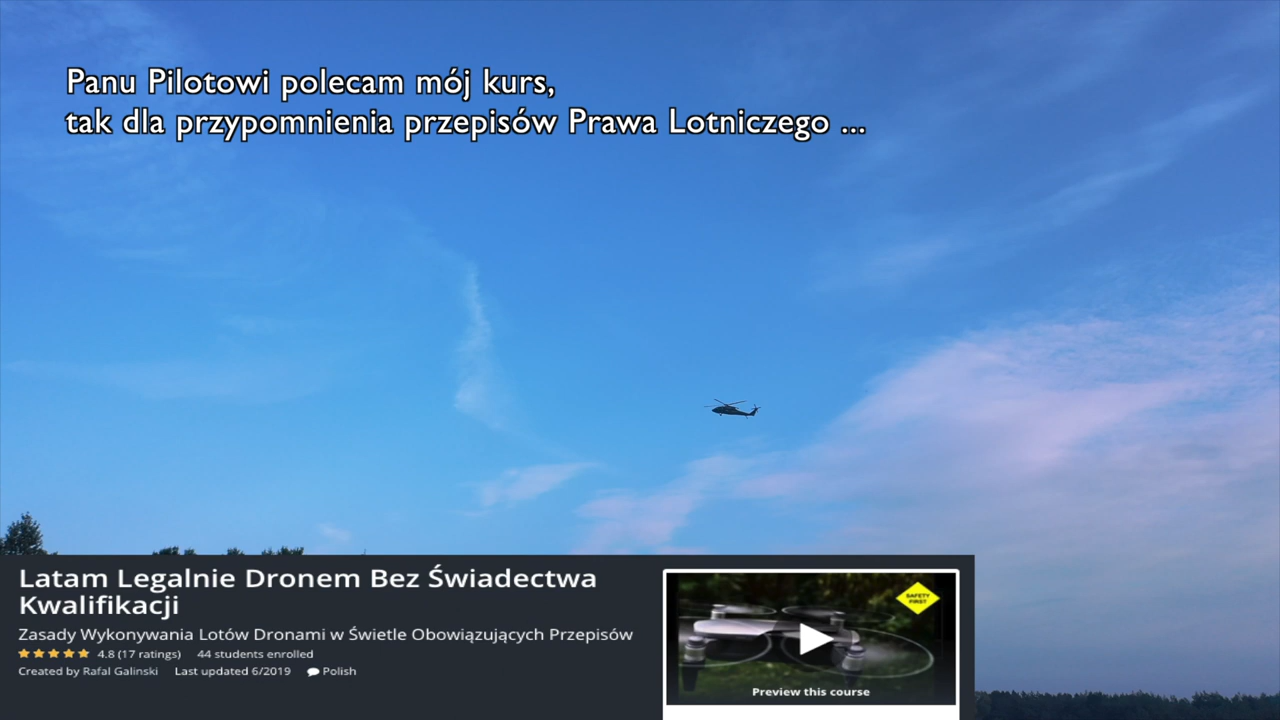 Panu Pilotowi polecam mój kurs,
tak dla przypomnienia przepisów Prawa Lotniczego ...
Latam Legalnie Dronem Bez Świadectwa
Kwalifikacji
Zasady Wykonywania Lotów Dronami w Świetle Obowiązujących Przepisów
4.8 (17 ratings) 44 students enrolled
Created by Rafal Galinski Last updated 6/2019 Polish
SAFETY
FIRST
Preview this course